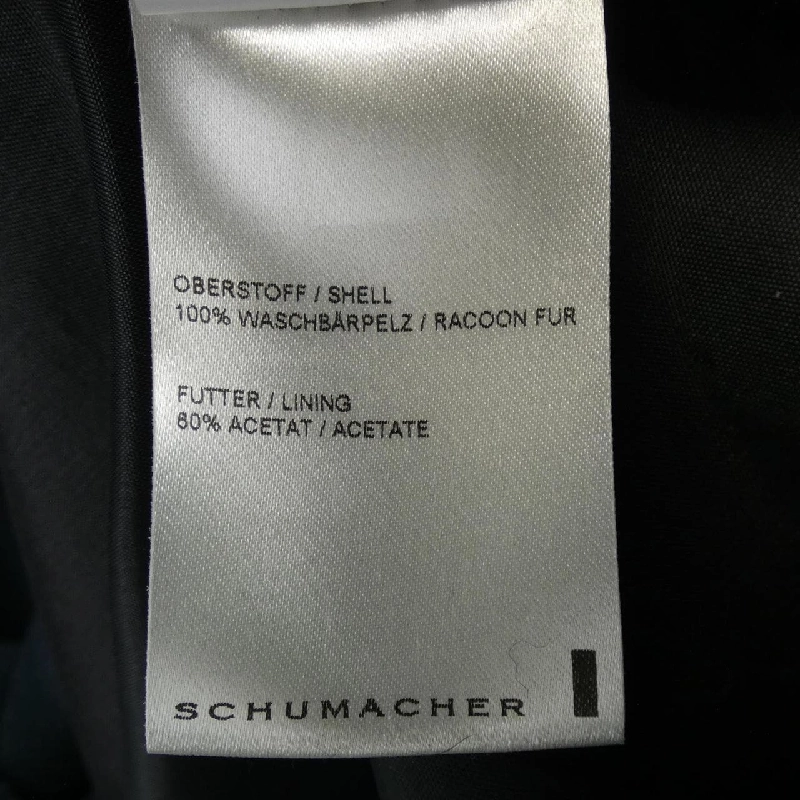 OBERSTOFF / SHELL
100% WASCHBÄRPELZ / RACOON FUR
FUTTER / LINING
60% ACETAT / ACETATE
SCHUMACHER